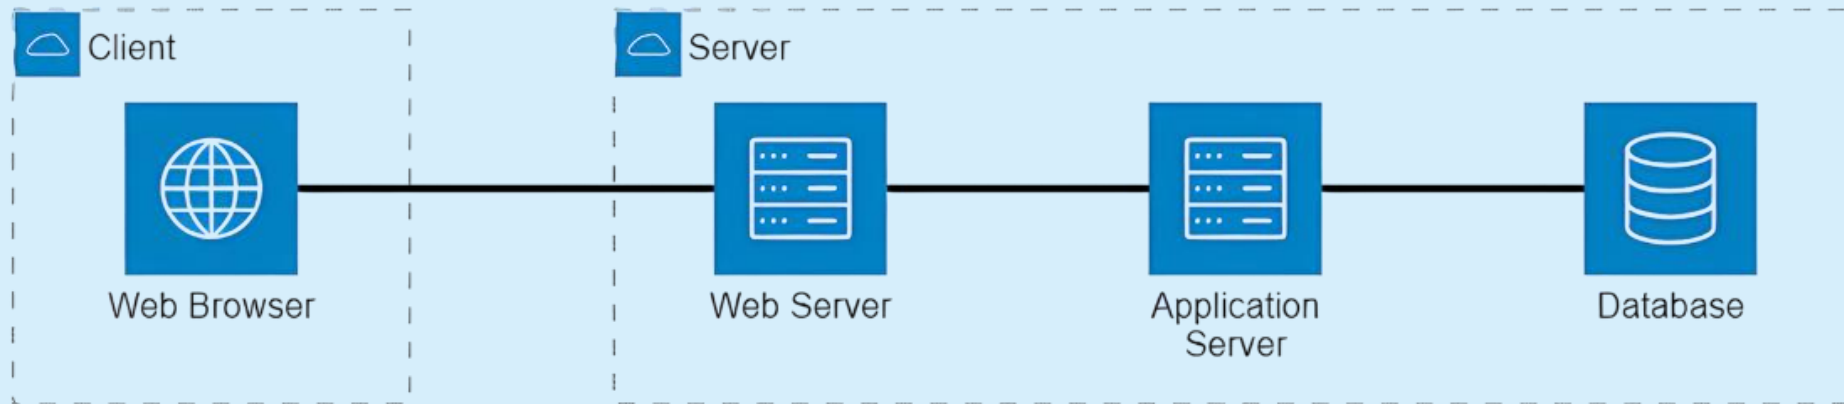 Client
Server
Web Browser
Web Server
Application
Server
Database